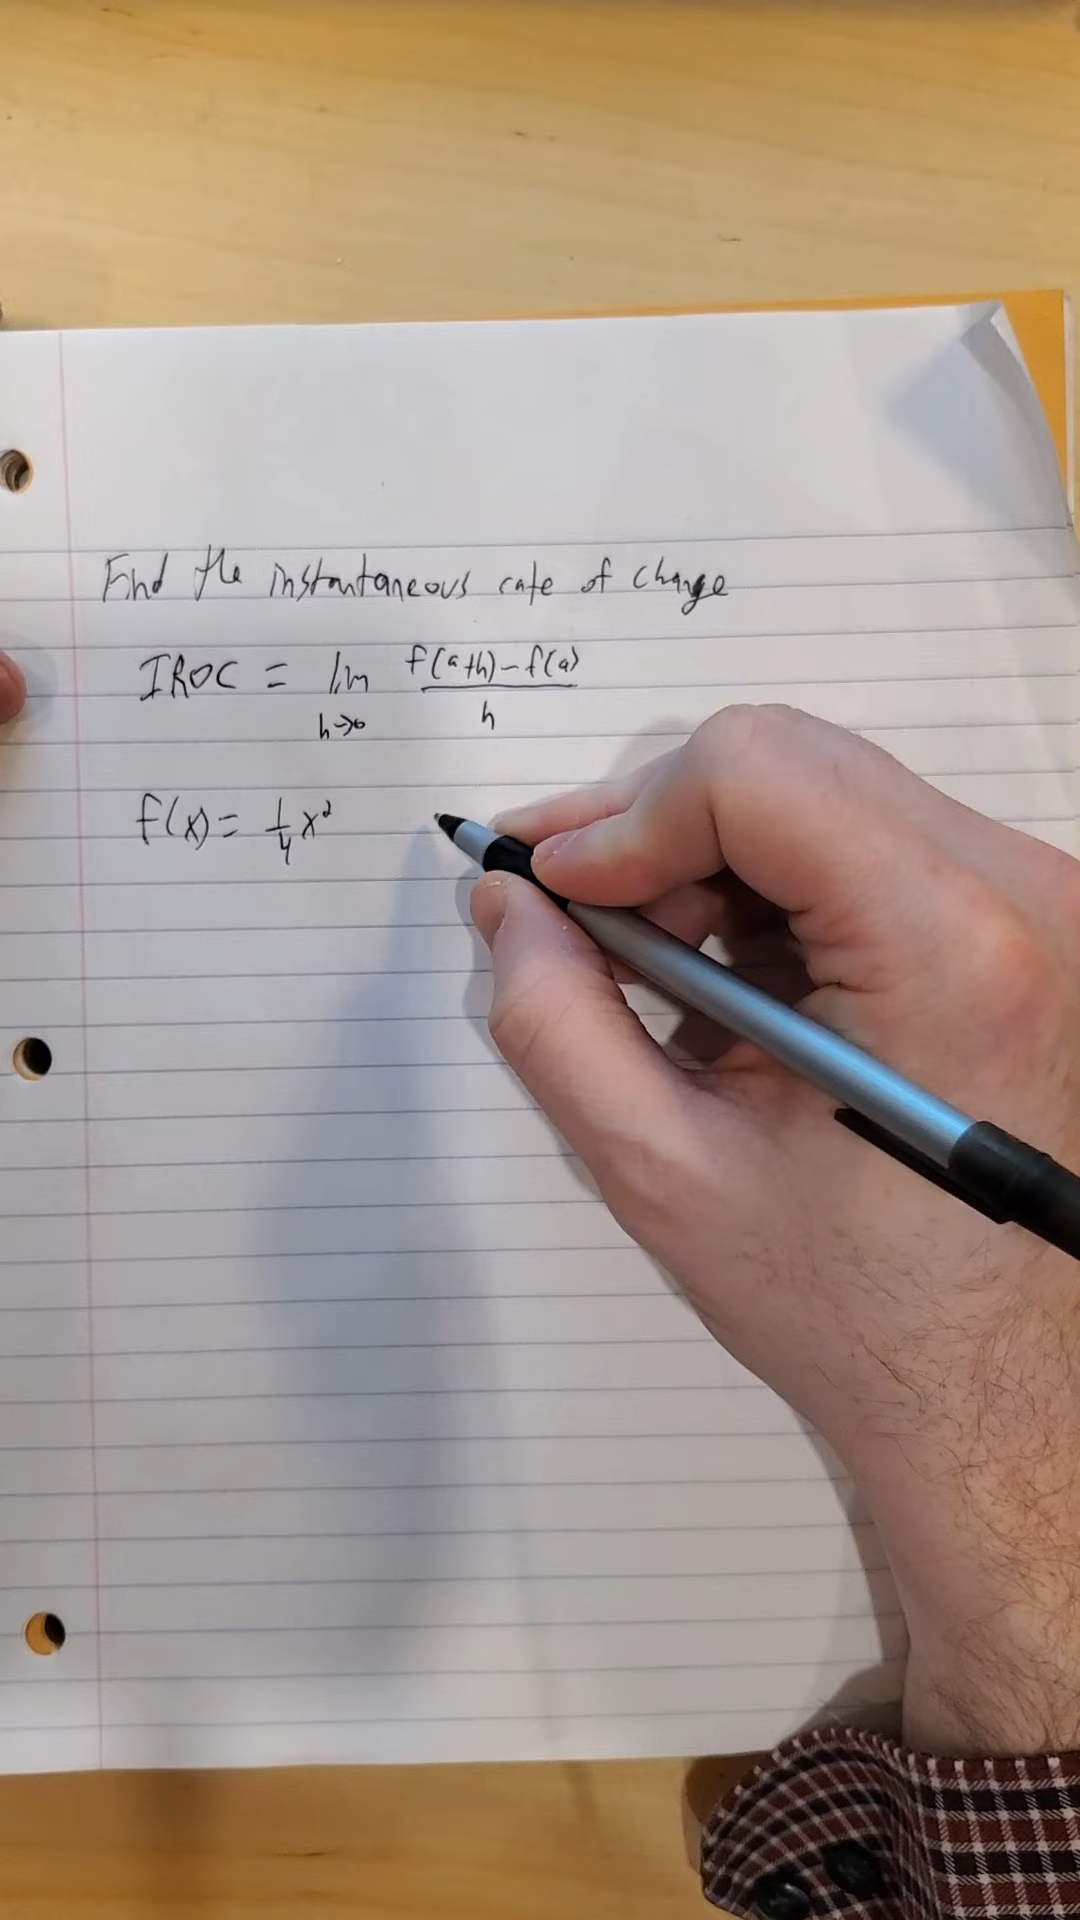 Find the instantaneous rate of change
IROC = lim h→0 f(a+h)-f(a) / h
f(x) = 1/4 x²